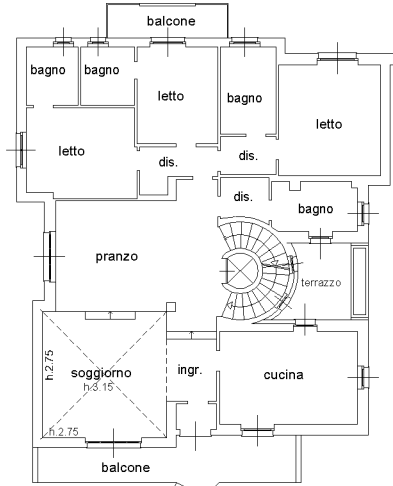 balcone
bagno
bagno
letto
bagno
letto
letto
dis.
dis.
dis.
bagno
pranzo
terrazzo
h.2.75
soggiorno
h.3.15
ingr.
cucina
h.2.75
balcone